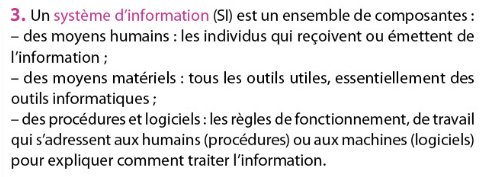 3. Un système d’information (SI) est un ensemble de composantes :
– des moyens humains : les individus qui reçoivent ou émettent de
l’information ;
– des moyens matériels : tous les outils utiles, essentiellement des
outils informatiques ;
– des procédures et logiciels : les règles de fonctionnement, de travail
qui s’adressent aux humains (procédures) ou aux machines (logiciels)
pour expliquer comment traiter l’information.